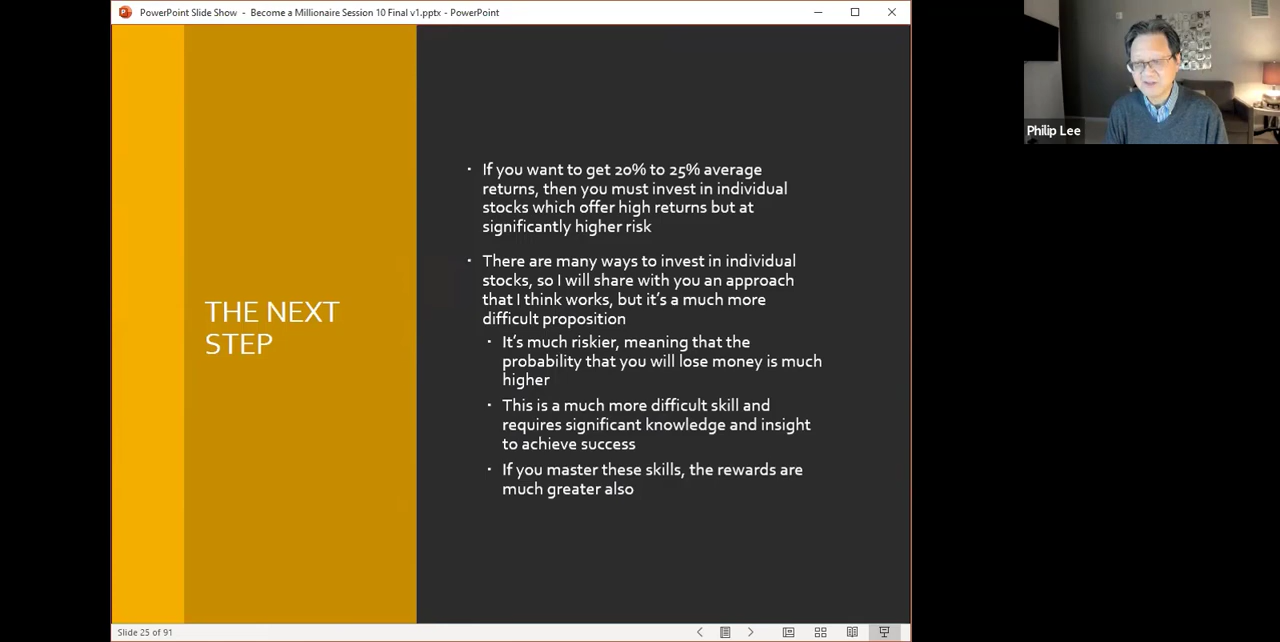 PowerPoint Slide Show - Become a Millionaire Session 10 Final v1.pptx - PowerPoint
THE NEXT
STEP
· If you want to get 20% to 25% average
returns, then you must invest in individual
stocks which offer high returns but at
significantly higher risk
· There are many ways to invest in individual
stocks, so I will share with you an approach
that I think works, but it's a much more
difficult proposition
· It's much riskier, meaning that the
probability that you will lose money is much
higher
· This is a much more difficult skill and
requires significant knowledge and insight
to achieve success
· If you master these skills, the rewards are
much greater also
Slide 25 of 91
Philip Lee